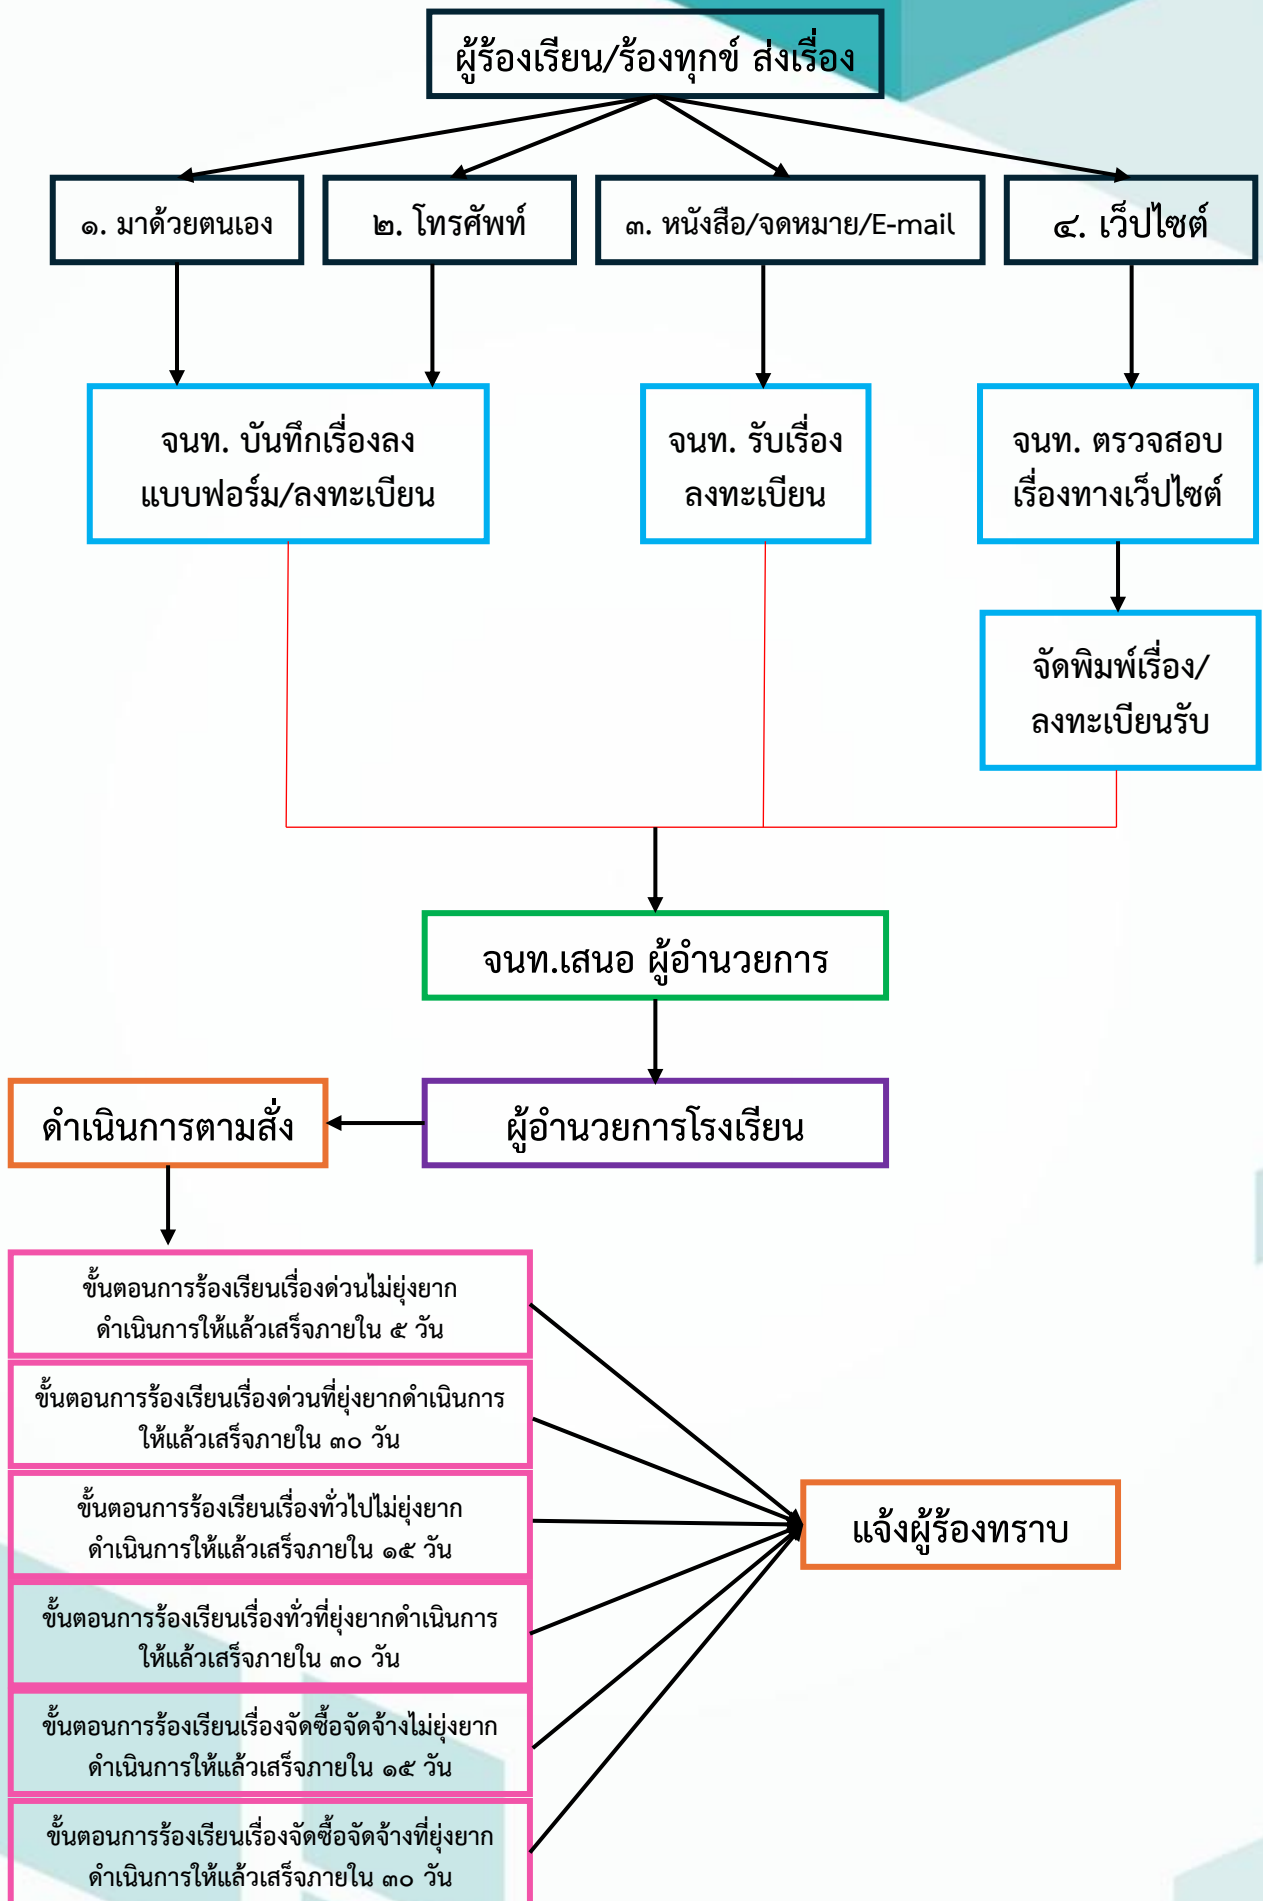 ผู้ร้องเรียน/ร้องทุกข์ ส่งเรื่อง
๑. มาด้วยตนเอง
๒. โทรศัพท์
๓. หนังสือ/จดหมาย/E-mail
๔. เว็ปไซต์
จนท. บันทึกเรื่องลง
แบบฟอร์ม/ลงทะเบียน
จนท. รับเรื่อง
ลงทะเบียน
จนท. ตรวจสอบ
เรื่องทางเว็ปไซต์
จัดพิมพ์เรื่อง/
ลงทะเบียนรับ
จนท.เสนอ ผู้อำนวยการ
ดำเนินการตามสั่ง
ผู้อำนวยการโรงเรียน
ขั้นตอนการร้องเรียนเรื่องด่วนไม่ยุ่งยาก
ดำเนินการให้แล้วเสร็จภายใน ๕ วัน
ขั้นตอนการร้องเรียนเรื่องด่วนที่ยุ่งยากดำเนินการ
ให้แล้วเสร็จภายใน ๓๐ วัน
ขั้นตอนการร้องเรียนเรื่องทั่วไปไม่ยุ่งยาก
ดำเนินการให้แล้วเสร็จภายใน ๑๕ วัน
แจ้งผู้ร้องทราบ
ขั้นตอนการร้องเรียนเรื่องทั่วที่ยุ่งยากดำเนินการ
ให้แล้วเสร็จภายใน ๓๐ วัน
ขั้นตอนการร้องเรียนเรื่องจัดซื้อจัดจ้างไม่ยุ่งยาก
ดำเนินการให้แล้วเสร็จภายใน ๑๕ วัน
ขั้นตอนการร้องเรียนเรื่องจัดซื้อจัดจ้างที่ยุ่งยาก
ดำเนินการให้แล้วเสร็จภายใน ๓๐ วัน